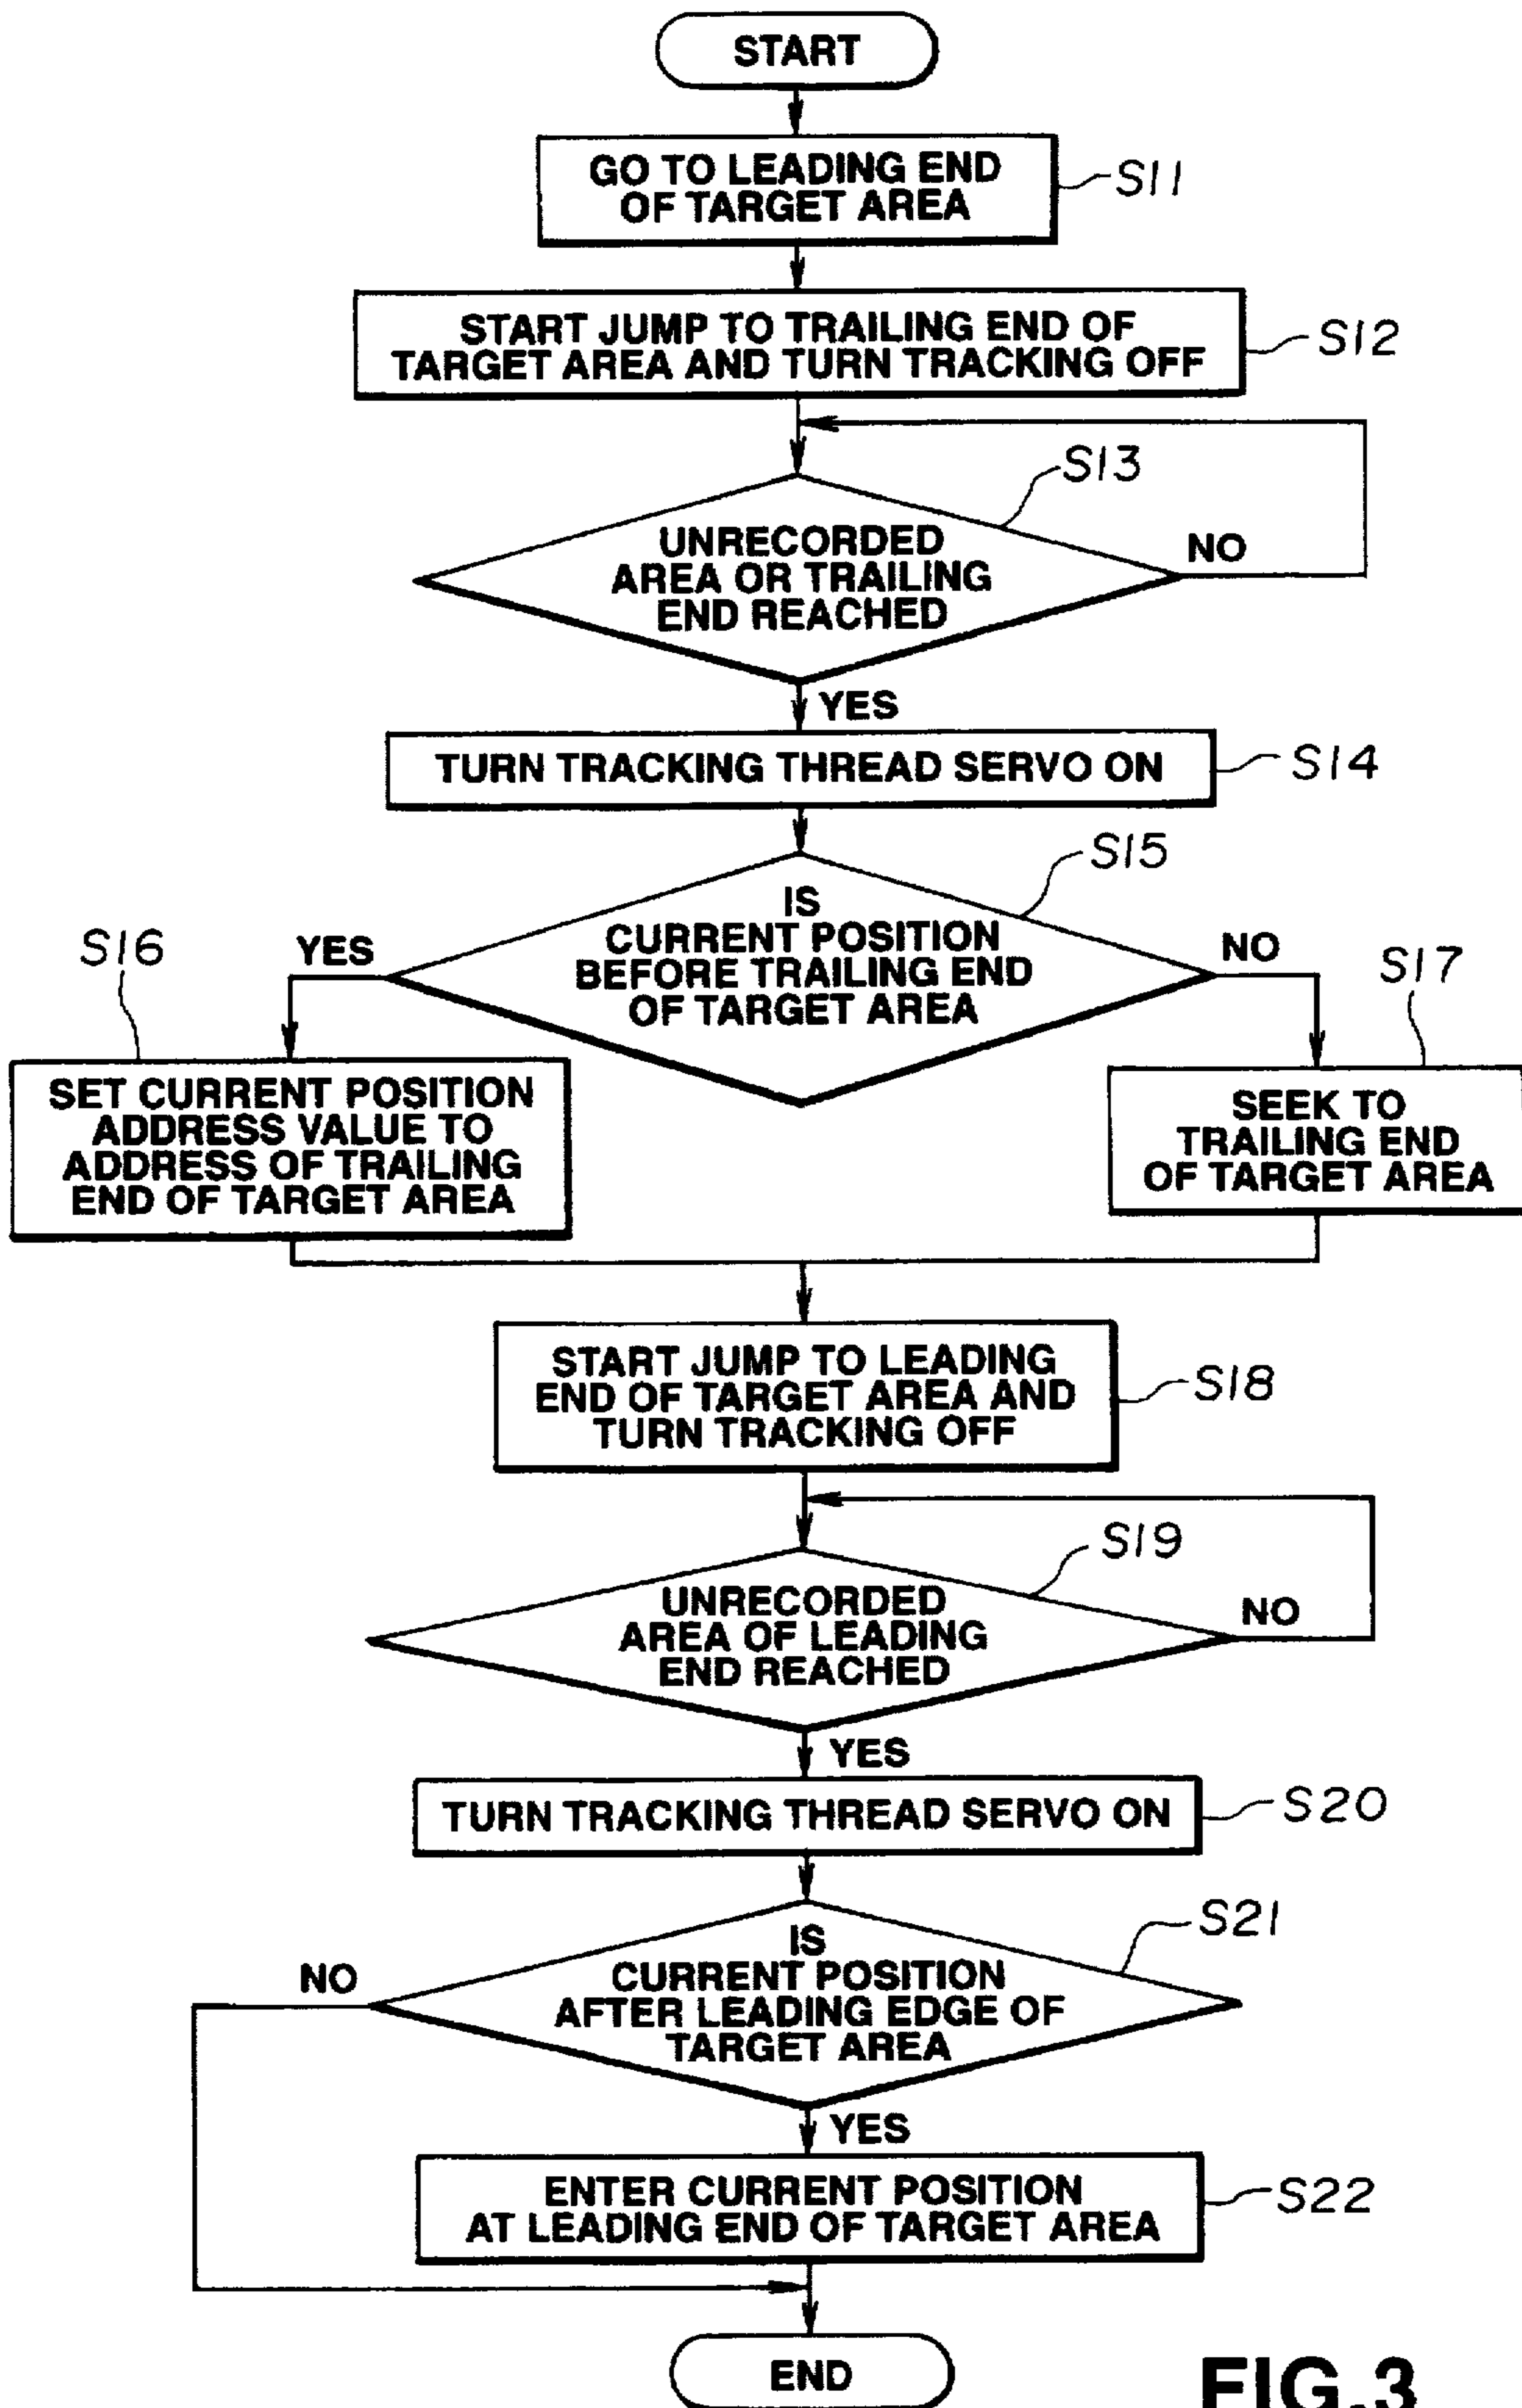 START
GO TO LEADING END
OF TARGET AREA
S11
START JUMP TO TRAILING END OF
TARGET AREA AND TURN TRACKING OFF
S12
S13
UNRECORDED
AREA OR TRAILING
END REACHED
NO
YES
TURN TRACKING THREAD SERVO ON
S14
S15
IS
CURRENT POSITION
BEFORE TRAILING END
OF TARGET AREA
YES
NO
S16
S17
SET CURRENT POSITION
ADDRESS VALUE TO
ADDRESS OF TRAILING
END OF TARGET AREA
SEEK TO
TRAILING END
OF TARGET AREA
START JUMP TO LEADING
END OF TARGET AREA AND
TURN TRACKING OFF
S18
S19
UNRECORDED
AREA OF LEADING
END REACHED
NO
YES
TURN TRACKING THREAD SERVO ON
S20
S21
IS
CURRENT POSITION
AFTER LEADING EDGE OF
TARGET AREA
NO
YES
ENTER CURRENT POSITION
AT LEADING END OF TARGET AREA
S22
END
FIG.3